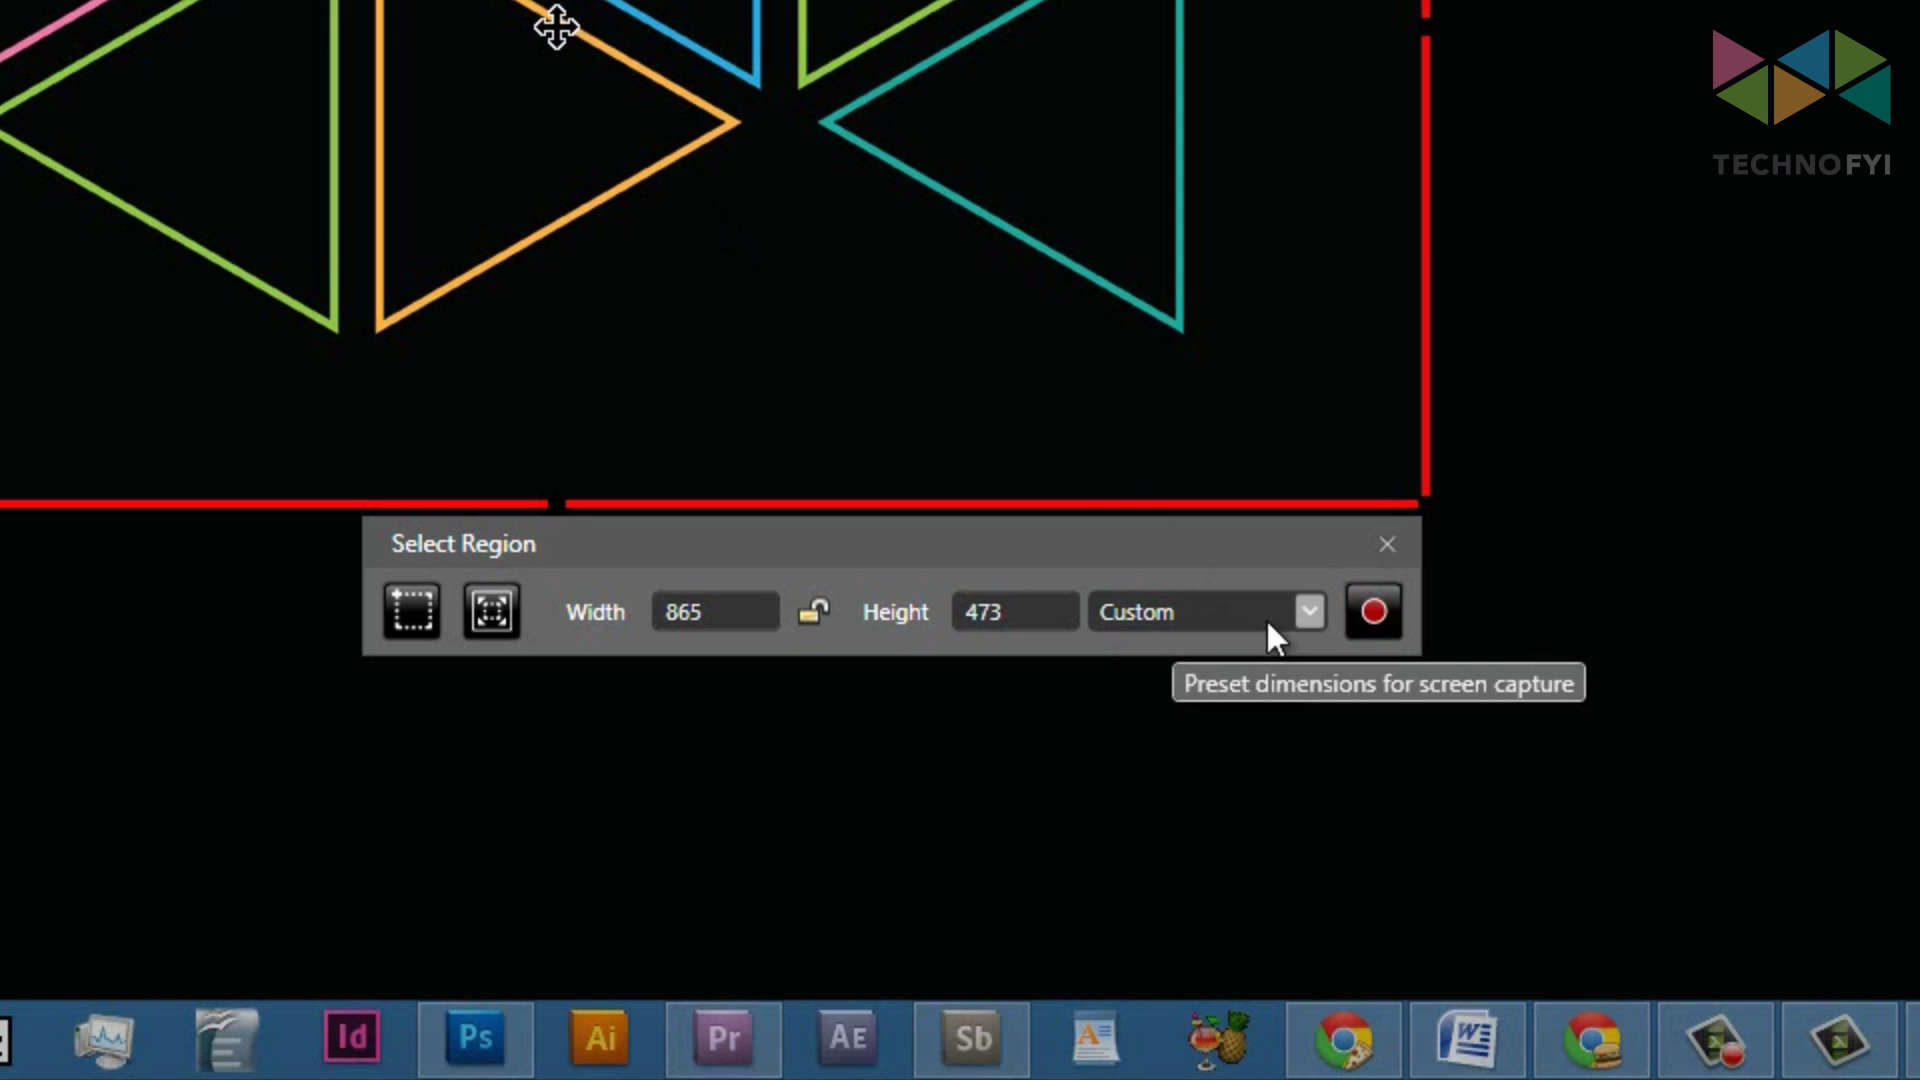 TECHNOFYI
Select Region
Width 865 Height 473 Custom
Preset dimensions for screen capture
Id Ps Ai Pr AE Sb A W